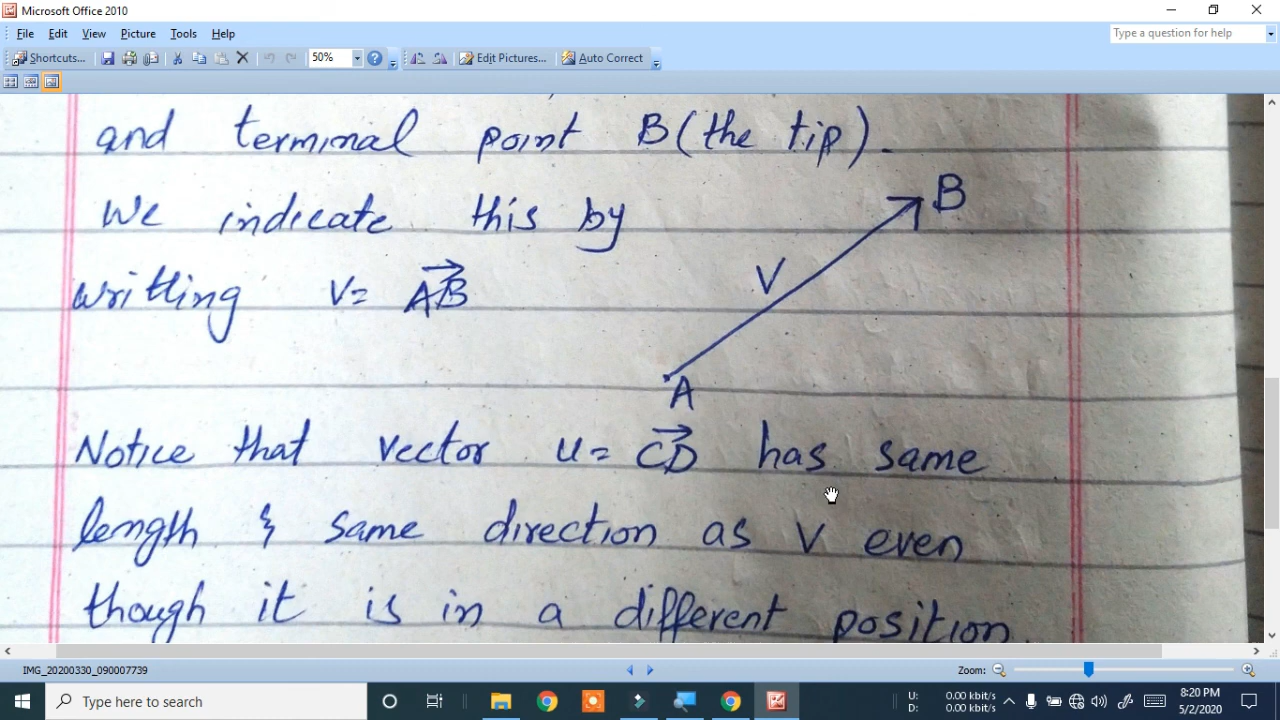 Microsoft Office 2010
File Edit View Picture Tools Help
Type a question for help
Shortcuts...
50%
Edit Pictures...
Auto Correct
and terminal point B (the tip).
We indicate this by
writting V = AB
B
V
A
Notice that vector u = CD has same
length & same direction as V even
though it is in a different position.
IMG_20200330_090007739
Zoom:
Type here to search
U: 0.00 kbit/s
D: 0.00 kbit/s
8:20 PM
5/2/2020